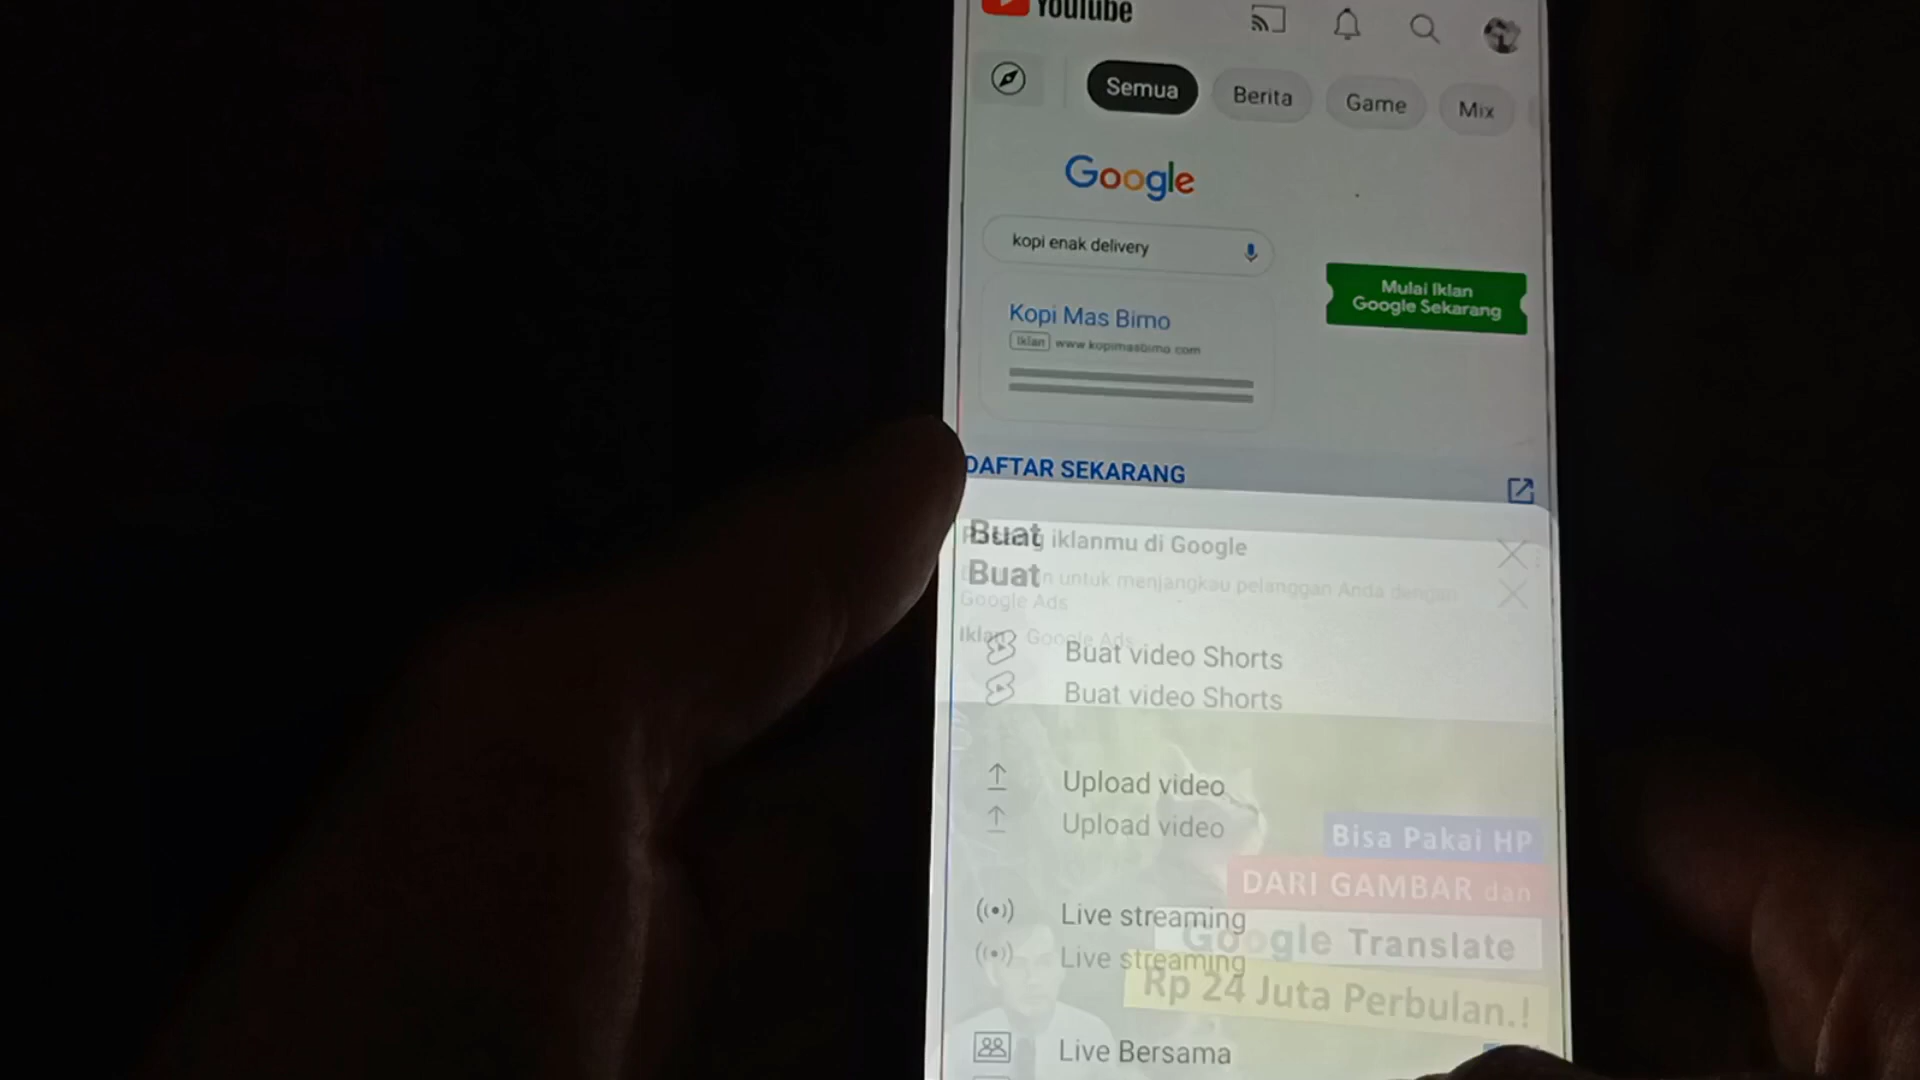 YouTube
Semua Berita Game Mix
Google
kopi enak delivery
Mulai Iklan
Google Sekarang
Kopi Mas Bimo
Iklan www.kopimasbimo.com
DAFTAR SEKARANG
Buat
iklanmu di Google
Buat
untuk menjangkau pelanggan Anda dengan
Google Ads
Iklan Google Ads
Buat video Shorts
Buat video Shorts
Upload video
Upload video
Bisa Pakai HP
DARI GAMBAR dan
Live streaming
Google Translate
Live streaming
Rp 24 Juta Perbulan.!
Live Bersama